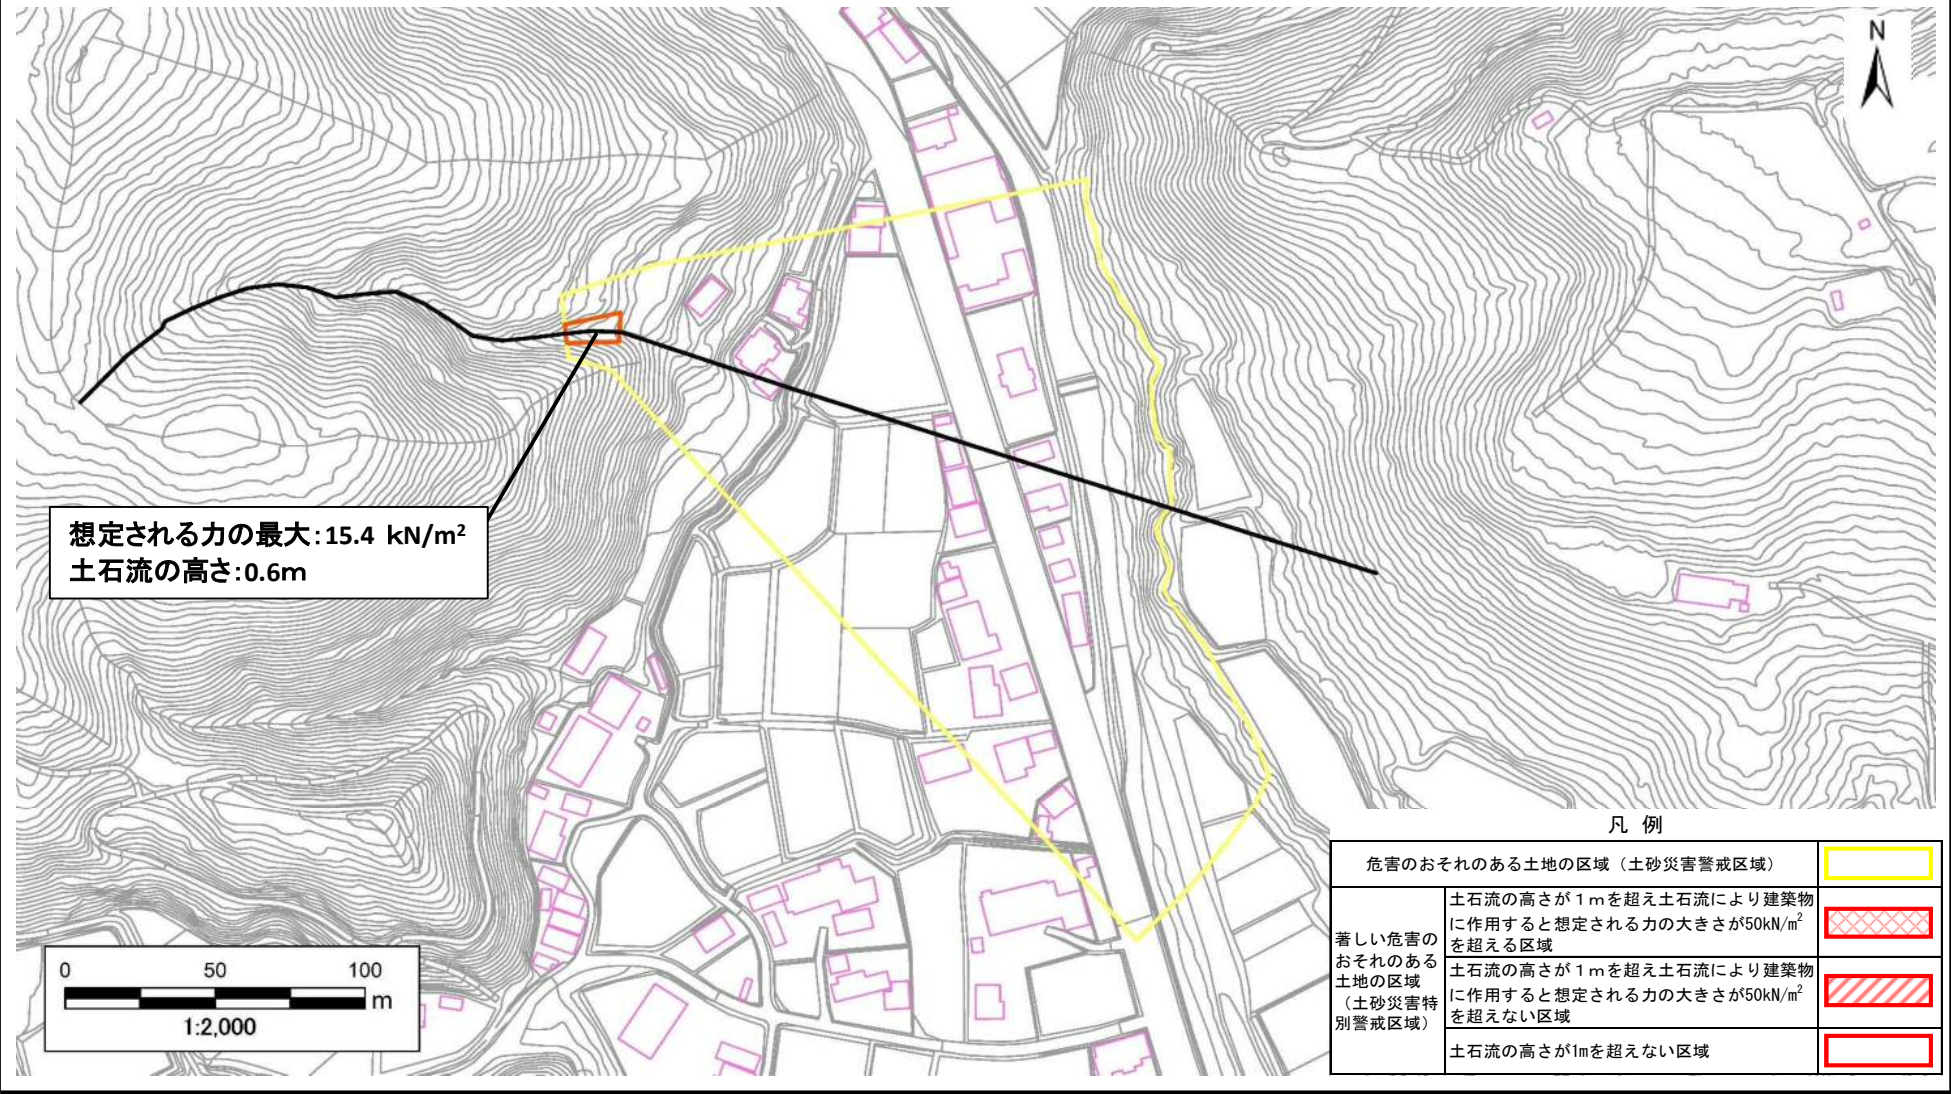 N
想定される力の最大：15.4 kN/m²
土石流の高さ：0.6m
0 50 100
m
1:2,000
凡 例
危害のおそれのある土地の区域（土砂災害警戒区域）
著しい危害の
おそれのある
土地の区域
（土砂災害特
別警戒区域）
土石流の高さが１ｍを超え土石流により建築物
に作用すると想定される力の大きさが50kN/m²
を超える区域
土石流の高さが１ｍを超え土石流により建築物
に作用すると想定される力の大きさが50kN/m²
を超えない区域
土石流の高さが1mを超えない区域